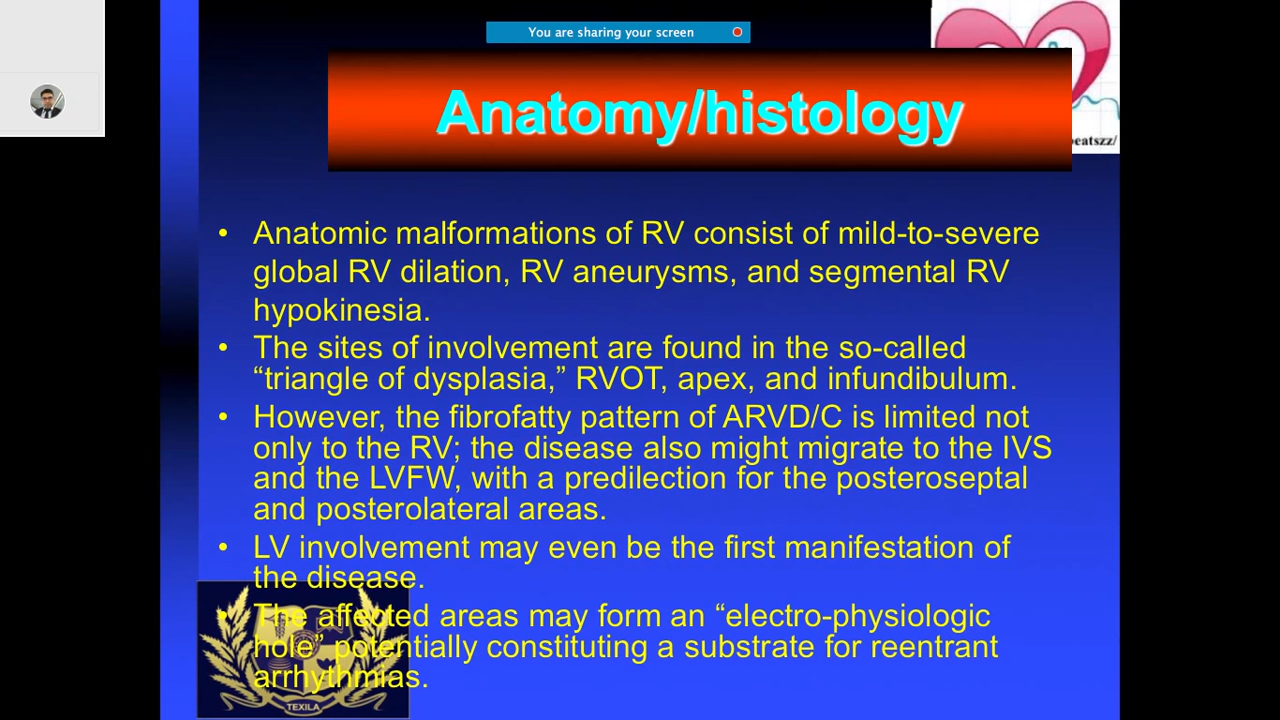 You are sharing your screen
Anatomy/histology
eatszz/
• Anatomic malformations of RV consist of mild-to-severe
global RV dilation, RV aneurysms, and segmental RV
hypokinesia.
• The sites of involvement are found in the so-called
“triangle of dysplasia,” RVOT, apex, and infundibulum.
• However, the fibrofatty pattern of ARVD/C is limited not
only to the RV; the disease also might migrate to the IVS
and the LVFW, with a predilection for the posteroseptal
and posterolateral areas.
• LV involvement may even be the first manifestation of
the disease.
• The affected areas may form an “electro-physiologic
hole” potentially constituting a substrate for reentrant
arrhythmias.
TEXILA